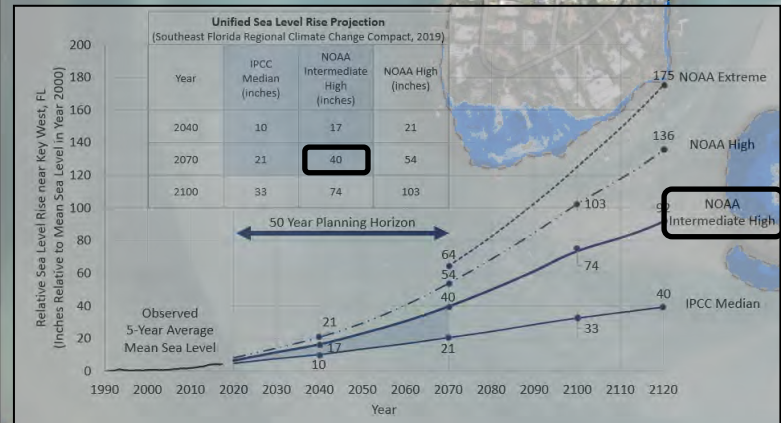 Unified Sea Level Rise Projection
(Southeast Florida Regional Climate Change Compact, 2019)
Year
IPCC
Median
(inches)
NOAA
Intermediate
High
(inches)
NOAA High
(inches)
2040 10 17 21
2070 21 40 54
2100 33 74 103
50 Year Planning Horizon
Relative Sea Level Rise near Key West, FL
(Inches Relative to Mean Sea Level in Year 2000)
200
180
160
140
120
100
80
60
40
20
0
175 NOAA Extreme
136
NOAA High
103
92
NOAA
Intermediate High
74
64
54
40
40
IPCC Median
33
21
21
17
10
Observed
5-Year Average
Mean Sea Level
1990 2000 2010 2020 2030 2040 2050 2060 2070 2080 2090 2100 2110 2120
Year